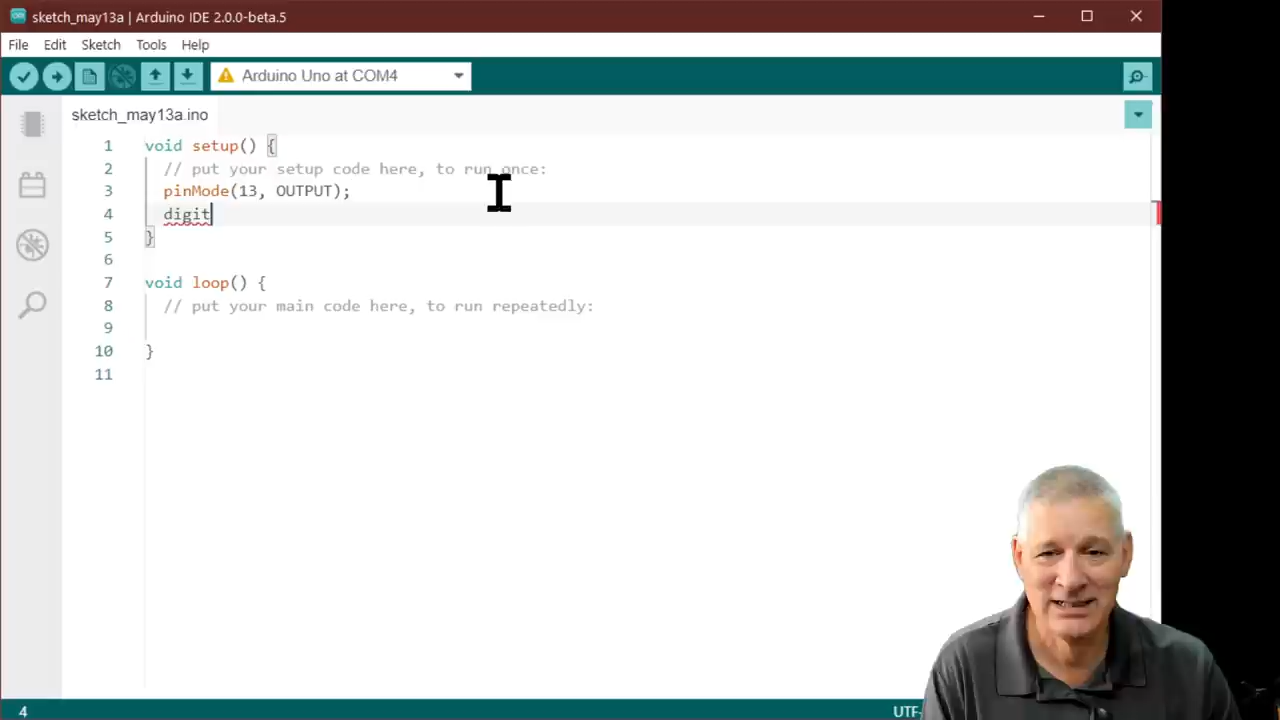 sketch_may13a | Arduino IDE 2.0.0-beta.5
File Edit Sketch Tools Help
Arduino Uno at COM4
sketch_may13a.ino
1 void setup() {
2 // put your setup code here, to run once:
3 pinMode(13, OUTPUT);
4 digit
5 }
6
7 void loop() {
8 // put your main code here, to run repeatedly:
9
10 }
11
4 UTF-